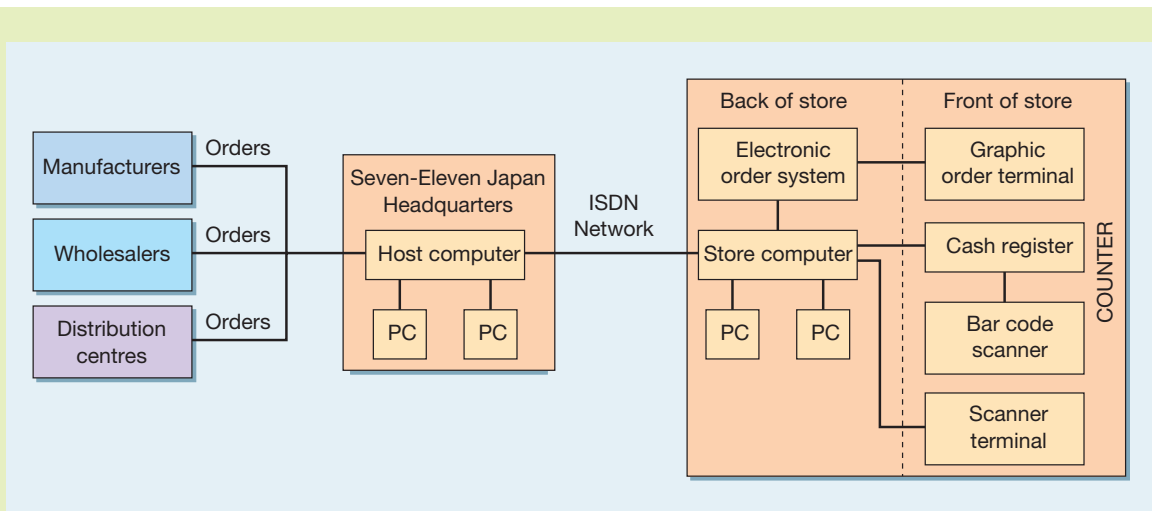 Manufacturers
Orders
Wholesalers
Orders
Distribution
centres
Orders
Seven-Eleven Japan
Headquarters
Host computer
PC
PC
ISDN
Network
Back of store
Electronic
order system
Store computer
PC
PC
Front of store
Graphic
order terminal
Cash register
Bar code
scanner
Scanner
terminal
COUNTER